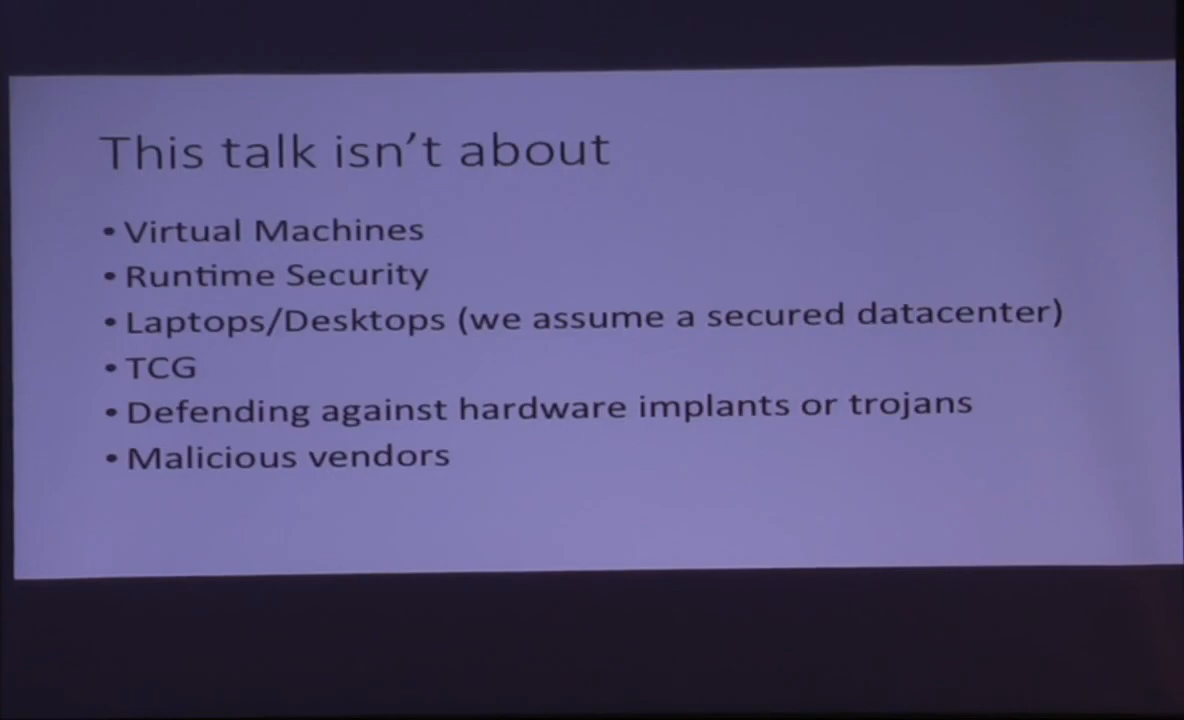 This talk isn't about
• Virtual Machines
• Runtime Security
• Laptops/Desktops (we assume a secured datacenter)
• TCG
• Defending against hardware implants or trojans
• Malicious vendors